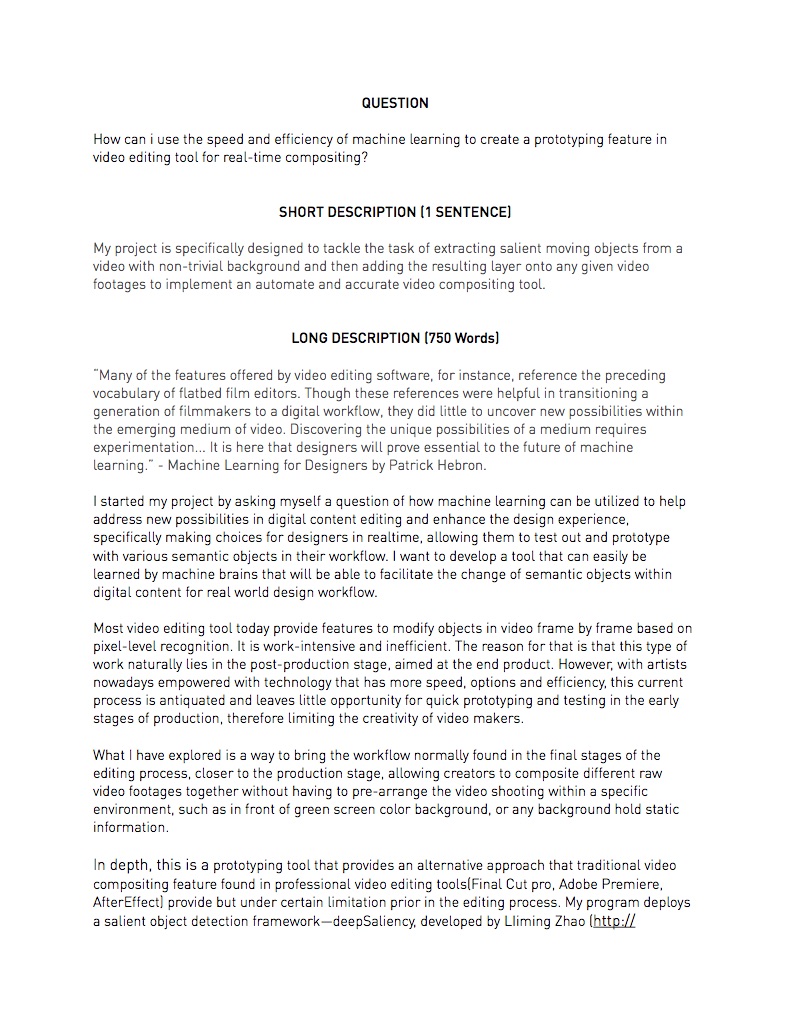 QUESTION
How can i use the speed and efficiency of machine learning to create a prototyping feature in
video editing tool for real-time compositing?
SHORT DESCRIPTION (1 SENTENCE)
My project is specifically designed to tackle the task of extracting salient moving objects from a
video with non-trivial background and then adding the resulting layer onto any given video
footages to implement an automate and accurate video compositing tool.
LONG DESCRIPTION (750 Words)
"Many of the features offered by video editing software, for instance, reference the preceding
vocabulary of flatbed film editors. Though these references were helpful in transitioning a
generation of filmmakers to a digital workflow, they did little to uncover new possibilities within
the emerging medium of video. Discovering the unique possibilities of a medium requires
experimentation... It is here that designers will prove essential to the future of machine
learning." - Machine Learning for Designers by Patrick Hebron.
I started my project by asking myself a question of how machine learning can be utilized to help
address new possibilities in digital content editing and enhance the design experience,
specifically making choices for designers in realtime, allowing them to test out and prototype
with various semantic objects in their workflow. I want to develop a tool that can easily be
learned by machine brains that will be able to facilitate the change of semantic objects within
digital content for real world design workflow.
Most video editing tool today provide features to modify objects in video frame by frame based on
pixel-level recognition. It is work-intensive and inefficient. The reason for that is that this type of
work naturally lies in the post-production stage, aimed at the end product. However, with artists
nowadays empowered with technology that has more speed, options and efficiency, this current
process is antiquated and leaves little opportunity for quick prototyping and testing in the early
stages of production, therefore limiting the creativity of video makers.
What I have explored is a way to bring the workflow normally found in the final stages of the
editing process, closer to the production stage, allowing creators to composite different raw
video footages together without having to pre-arrange the video shooting within a specific
environment, such as in front of green screen color background, or any background hold static
information.
In depth, this is a prototyping tool that provides an alternative approach that traditional video
compositing feature found in professional video editing tools(Final Cut pro, Adobe Premiere,
AfterEffect) provide but under certain limitation prior in the editing process. My program deploys
a salient object detection framework—deepSaliency, developed by LIiming Zhao (http://